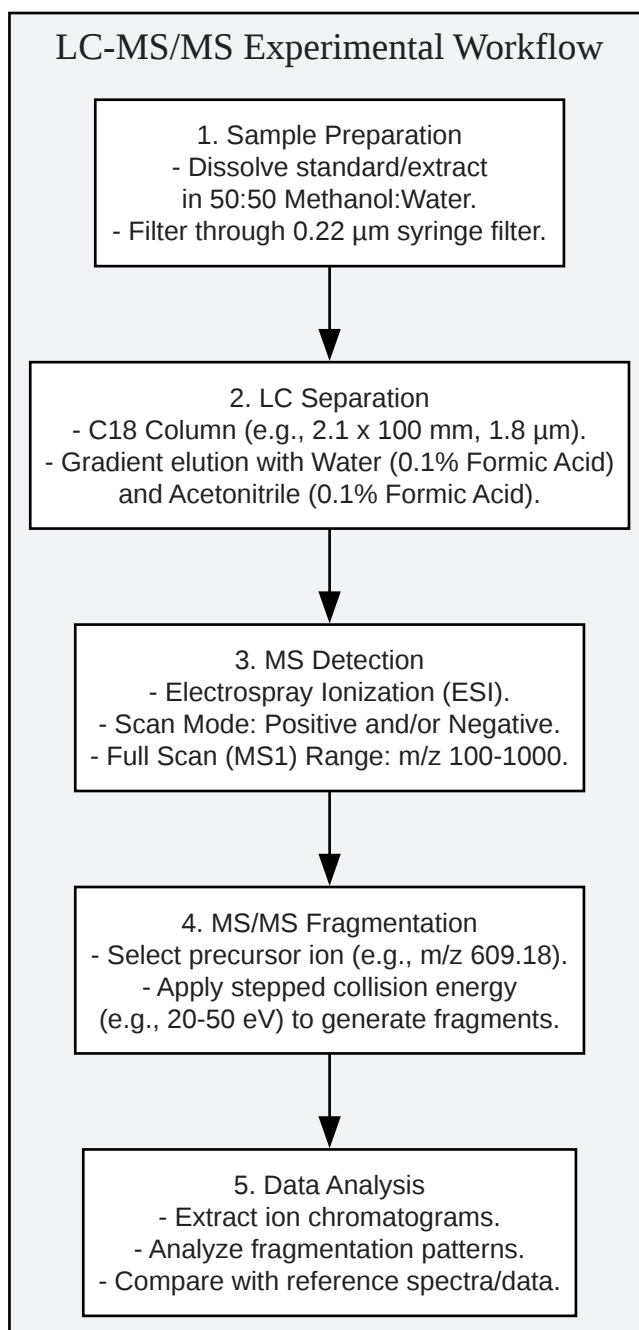 LC-MS/MS Experimental Workflow
1. Sample Preparation
- Dissolve standard/extract
in 50:50 Methanol:Water.
- Filter through 0.22 µm syringe filter.
2. LC Separation
- C18 Column (e.g., 2.1 x 100 mm, 1.8 µm).
- Gradient elution with Water (0.1% Formic Acid)
and Acetonitrile (0.1% Formic Acid).
3. MS Detection
- Electrospray Ionization (ESI).
- Scan Mode: Positive and/or Negative.
- Full Scan (MS1) Range: m/z 100-1000.
4. MS/MS Fragmentation
- Select precursor ion (e.g., m/z 609.18).
- Apply stepped collision energy
(e.g., 20-50 eV) to generate fragments.
5. Data Analysis
- Extract ion chromatograms.
- Analyze fragmentation patterns.
- Compare with reference spectra/data.